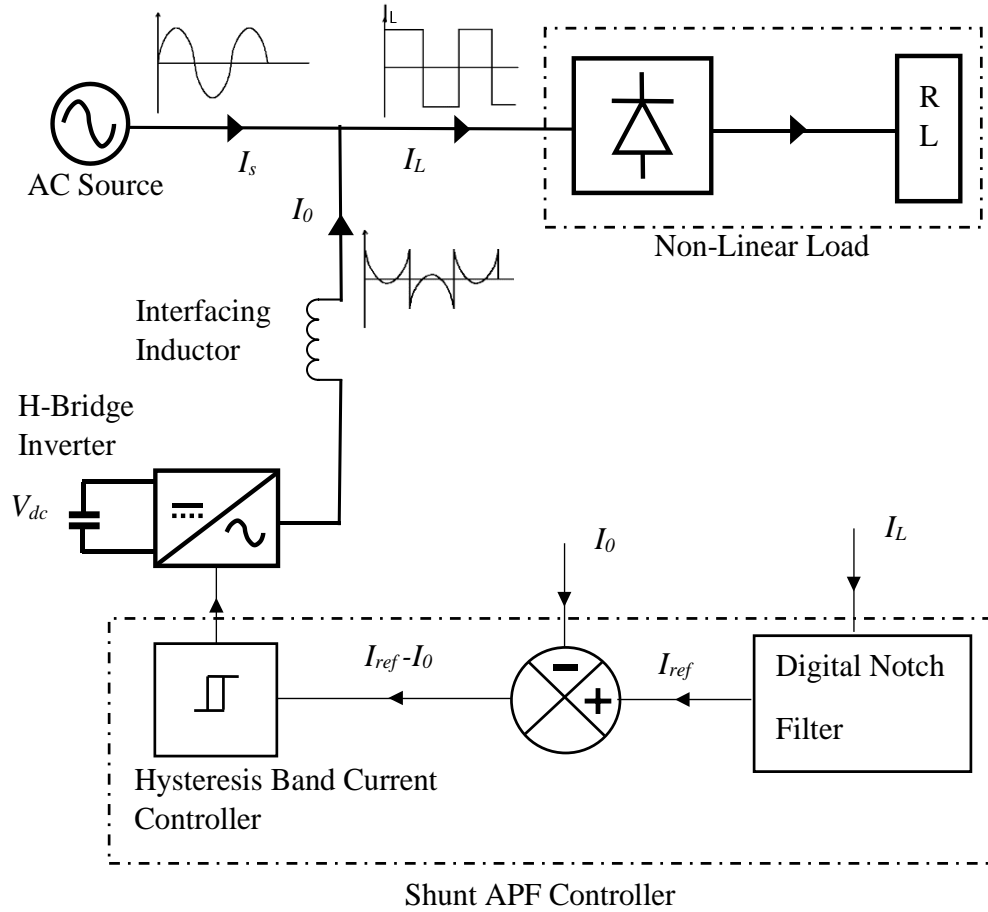 L
R
L
I_s
I_L
AC Source
I_0
Non-Linear Load
Interfacing
Inductor
H-Bridge
Inverter
V_dc
I_0
I_L
I_ref-I_0
I_ref
Digital Notch
Filter
Hysteresis Band Current
Controller
Shunt APF Controller